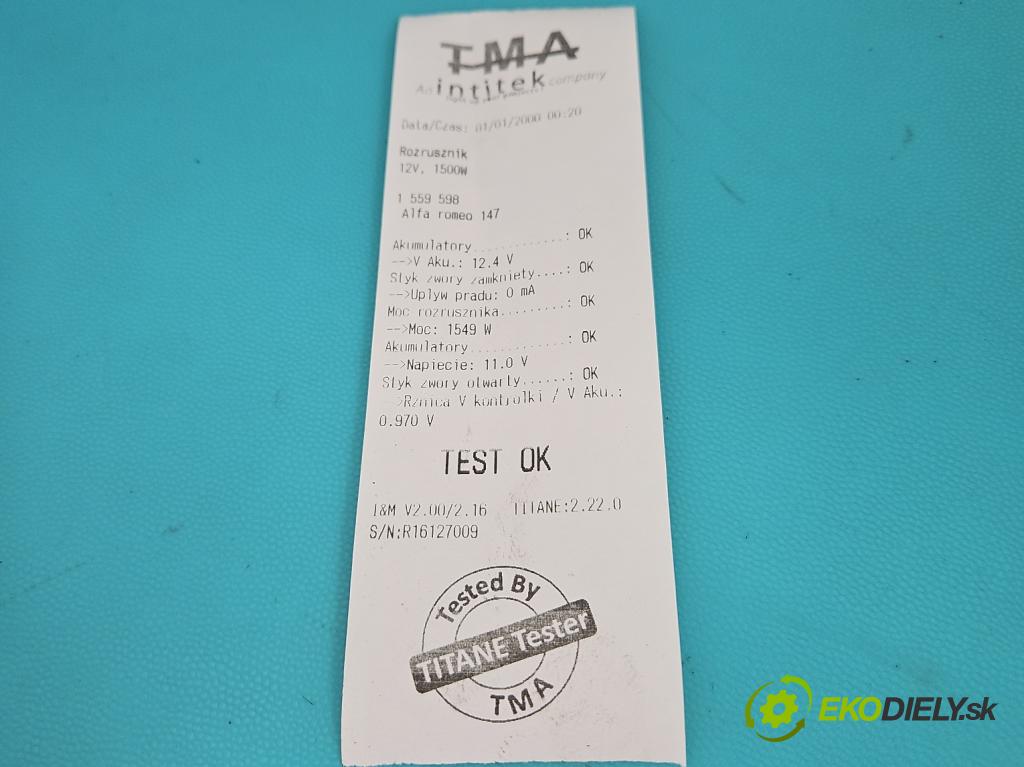 TMA
An intitek company
Data/Czas: 01/01/2000 00:20
Rozrusznik
12V, 1500W
1 559 598
Alfa romeo 147
Akumulatory............: OK
-->V Aku.: 12.4 V
Styk zwory zamkniety....: OK
-->Uplyw pradu: 0 mA
Moc rozrusznika.........: OK
-->Moc: 1549 W
Akumulatory.............: OK
-->Napiecie: 11.0 V
Styk zwory otwarty......: OK
-->Rznica V kontrolki / V Aku.:
0.970 V
TEST OK
I&M V2.00/2.16 TITANE:2.22.0
S/N:R16127009
Tested By
TITANE Tester
TMA
EKODIELY.sk